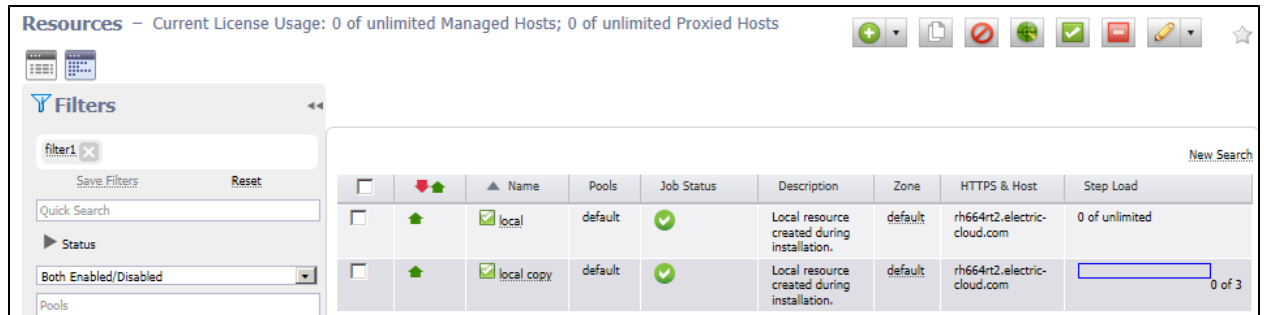 Resources – Current License Usage: 0 of unlimited Managed Hosts; 0 of unlimited Proxied Hosts
Filters
filter1
Save Filters Reset
Quick Search
Status
Both Enabled/Disabled
Pools
New Search
Name Pools Job Status Description Zone HTTPS & Host Step Load
local default Local resource default rh664rt2.electric- 0 of unlimited
created during cloud.com
installation.
local copy default Local resource default rh664rt2.electric-
created during cloud.com 0 of 3
installation.